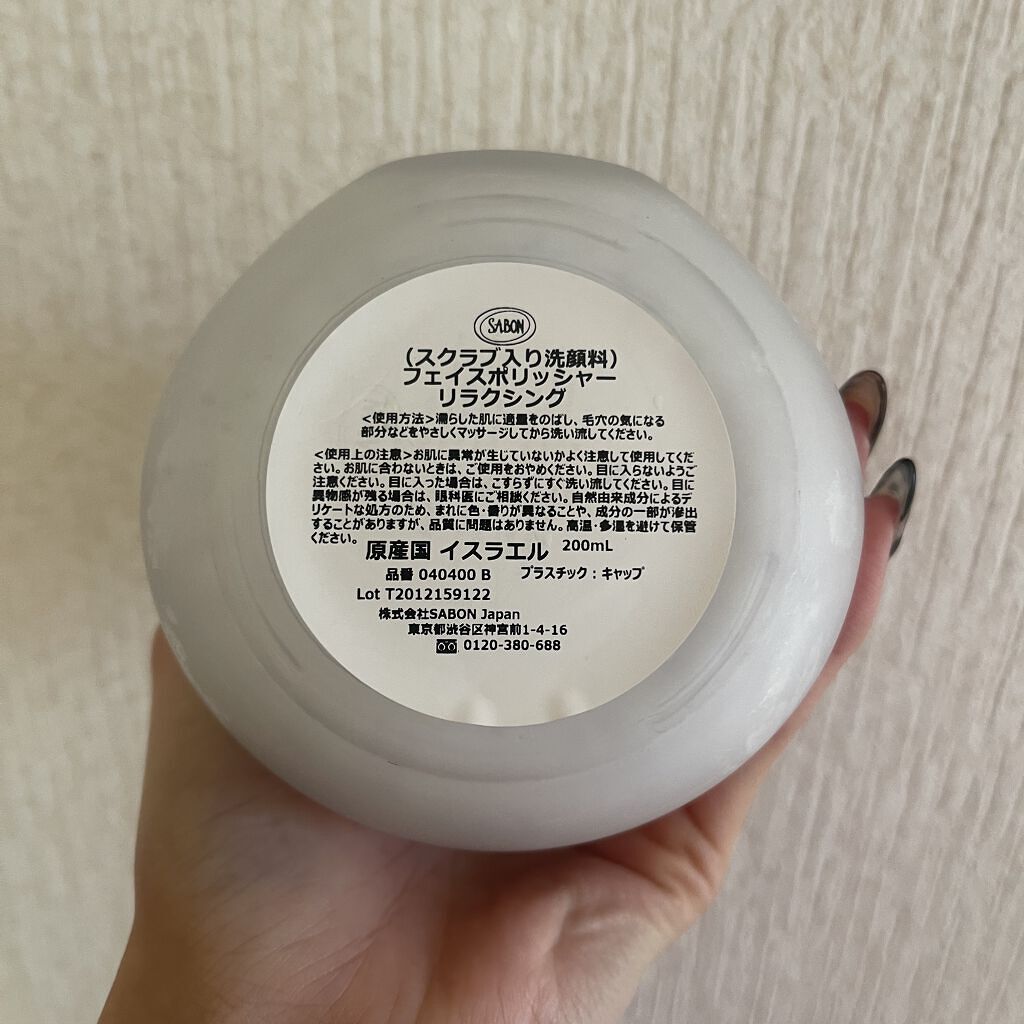 SABON
（スクラブ入り洗顔料）
フェイスポリッシャー
リラクシング
＜使用方法＞濡らした肌に適量をのばし、毛穴の気になる
部分などをやさしくマッサージしてから洗い流してください。
＜使用上の注意＞お肌に異常が生じていないかよく注意して使用してくだ
さい。お肌に合わないときは、ご使用をおやめください。目に入らないようご
注意ください。目に入った場合は、こすらずにすぐ洗い流してください。目に
異物感が残る場合は、眼科医にご相談ください。自然由来成分によるデ
リケートな処方のため、まれに色・香りが異なることや、成分の一部が滲出
することがありますが、品質に問題はありません。高温・多湿を避けて保管
ください。
原産国 イスラエル 200mL
品番 040400 B プラスチック：キャップ
Lot T2012159122
株式会社SABON Japan
東京都渋谷区神宮前1-4-16
0120-380-688